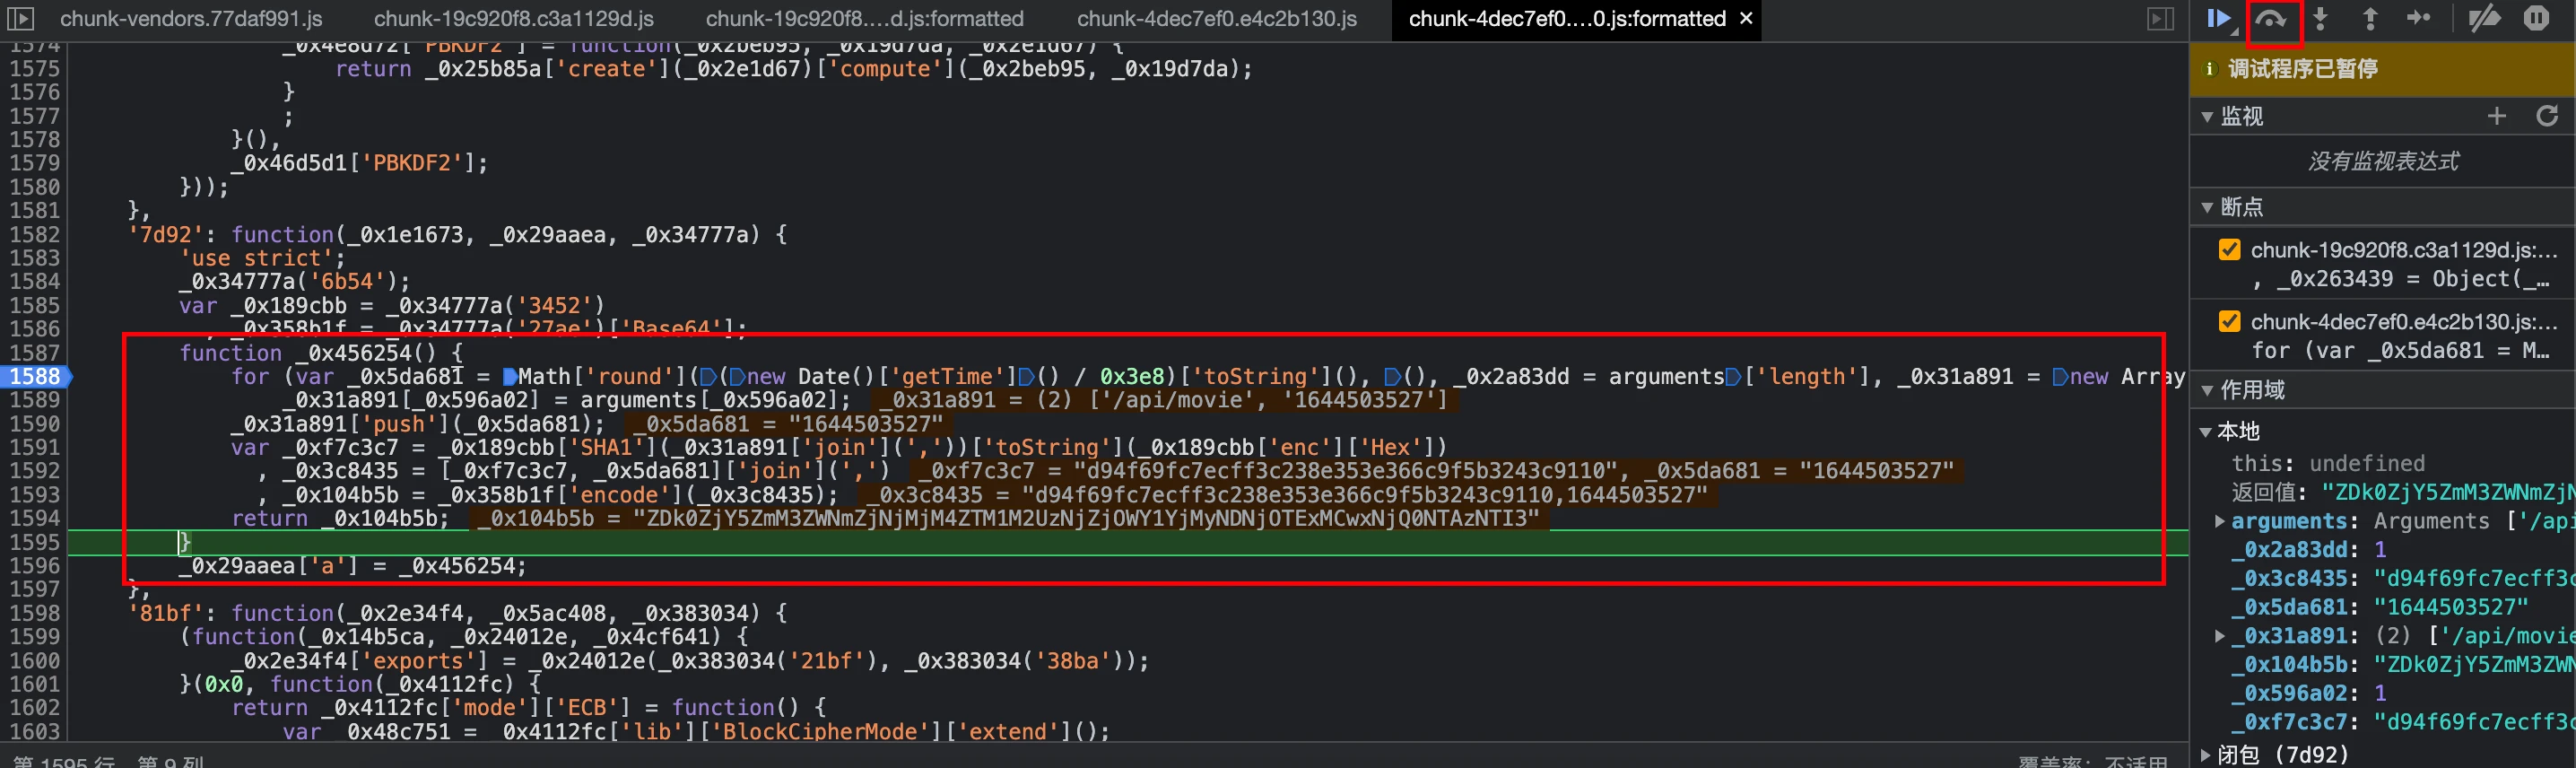 chunk-vendors.77daf991.js chunk-19c920f8.c3a1129d.js chunk-19c920f8....d.js:formatted chunk-4dec7ef0.e4c2b130.js chunk-4dec7ef0....0.js:formatted ×
1574 _0x4e8d72['PBKDF2'] = function(_0x2beb95, _0x19d7da, _0x2e1d67) {
1575 return _0x25b85a['create'](_0x2e1d67)['compute'](_0x2beb95, _0x19d7da);
1576 }
1577 ;
1578 }(),
1579 _0x46d5d1['PBKDF2'];
1580 }));
1581 },
1582 '7d92': function(_0x1e1673, _0x29aaea, _0x34777a) {
1583 'use strict';
1584 _0x34777a('6b54');
1585 var _0x189cbb = _0x34777a('3452')
1586 , _0x358b1f = _0x34777a('27ae')['Base64'];
1587 function _0x456254() {
1588 for (var _0x5da681 = Math['round']((new Date()['getTime']() / 0x3e8)['toString'](), (), _0x2a83dd = arguments['length'], _0x31a891 = new Array
1589 _0x31a891[_0x596a02] = arguments[_0x596a02]; _0x31a891 = (2) ['/api/movie', '1644503527']
1590 _0x31a891['push'](_0x5da681); _0x5da681 = "1644503527"
1591 var _0xf7c3c7 = _0x189cbb['SHA1'](_0x31a891['join'](','))['toString'](_0x189cbb['enc']['Hex'])
1592 , _0x3c8435 = [_0xf7c3c7, _0x5da681]['join'](',') _0xf7c3c7 = "d94f69fc7ecff3c238e353e366c9f5b3243c9110", _0x5da681 = "1644503527"
1593 , _0x104b5b = _0x358b1f['encode'](_0x3c8435); _0x3c8435 = "d94f69fc7ecff3c238e353e366c9f5b3243c9110,1644503527"
1594 return _0x104b5b; _0x104b5b = "ZDk0ZjY5ZmM3ZWNmZjNjMjM4ZTM1M2UzNjZjOWY1YjMyNDNjOTExMCwxNjQ0NTAzNTI3"
1595 }
1596 _0x29aaea['a'] = _0x456254;
1597 },
1598 '81bf': function(_0x2e34f4, _0x5ac408, _0x383034) {
1599 (function(_0x14b5ca, _0x24012e, _0x4cf641) {
1600 _0x2e34f4['exports'] = _0x24012e(_0x383034('21bf'), _0x383034('38ba'));
1601 }(0x0, function(_0x4112fc) {
1602 return _0x4112fc['mode']['ECB'] = function() {
1603 var _0x48c751 = _0x4112fc['lib']['BlockCipherMode']['extend']();
第 1595 行，第 9 列 覆盖率：不适用
调试程序已暂停
监视
没有监视表达式
断点
chunk-19c920f8.c3a1129d.js:...
, _0x263439 = Object(_…
chunk-4dec7ef0.e4c2b130.js:...
for (var _0x5da681 = M…
作用域
本地
this: undefined
返回值: "ZDk0ZjY5ZmM3ZWNmZjN
arguments: Arguments ['/api
_0x2a83dd: 1
_0x3c8435: "d94f69fc7ecff3c
_0x5da681: "1644503527"
_0x31a891: (2) ['/api/movie
_0x104b5b: "ZDk0ZjY5ZmM3ZWN
_0x596a02: 1
_0xf7c3c7: "d94f69fc7ecff3c
闭包 (7d92)